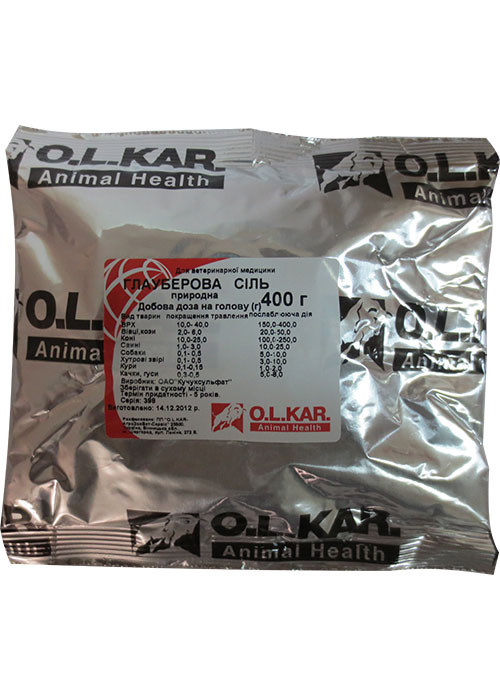 O.L.KAR.
Animal Health
O.L.KAR.
Animal Health
Для ветеринарної медицини
ГЛАУБЕРОВА СІЛЬ
природна
400 г
Добова доза на голову (г)
Вид тварин покращення травлення послаблююча дія
ВРХ 10,0-40,0 150,0-400,0
Вівці,кози 2,0-6,0 20,0-50,0
Коні 10,0-25,0 100,0-250,0
Свині 1,0-3,0 10,0-25,0
Собаки 0,1-0,5 5,0-10,0
Хутрові звірі 0,1-0,5 3,0-10,0
Кури 0,1-0,15 1,0-2,0
Качки, гуси 0,3-0,5 5,0-8,0
Виробник: ОАО"Кучуксульфат"
Зберігати в сухому місці
Термін придатності - 5 років.
Серія: 398
Виготовлено: 14.12.2012 р.
Розфасовано: ПП "O.L.KAR.
O.L.KAR.
Animal Health
O.L.KAR.
Animal Health